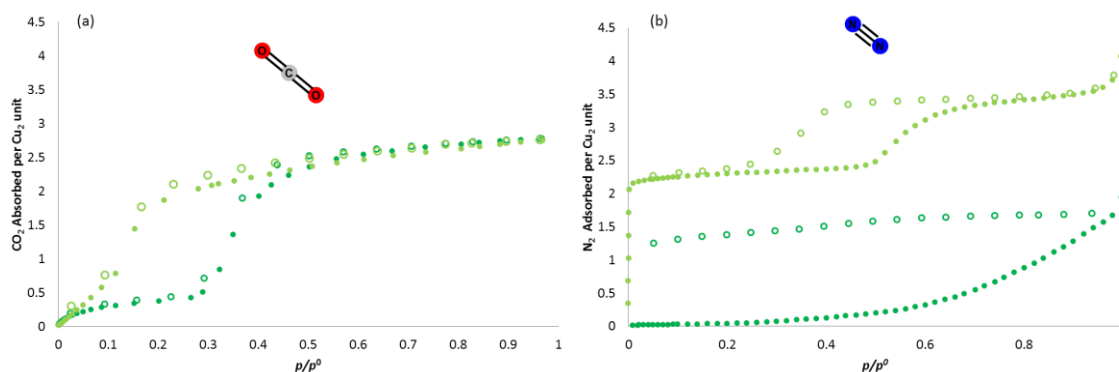 (a)
4.5
4
3.5
3
2.5
2
1.5
1
0.5
0
CO₂ Absorbed per Cu₂ unit
O
C
O
0 0.1 0.2 0.3 0.4 0.5 0.6 0.7 0.8 0.9 1
p/p⁰
(b)
4.5
4
3.5
3
2.5
2
1.5
1
0.5
0
N₂ Adsorbed per Cu₂ unit
N
N
0 0.2 0.4 0.6 0.8
p/p⁰